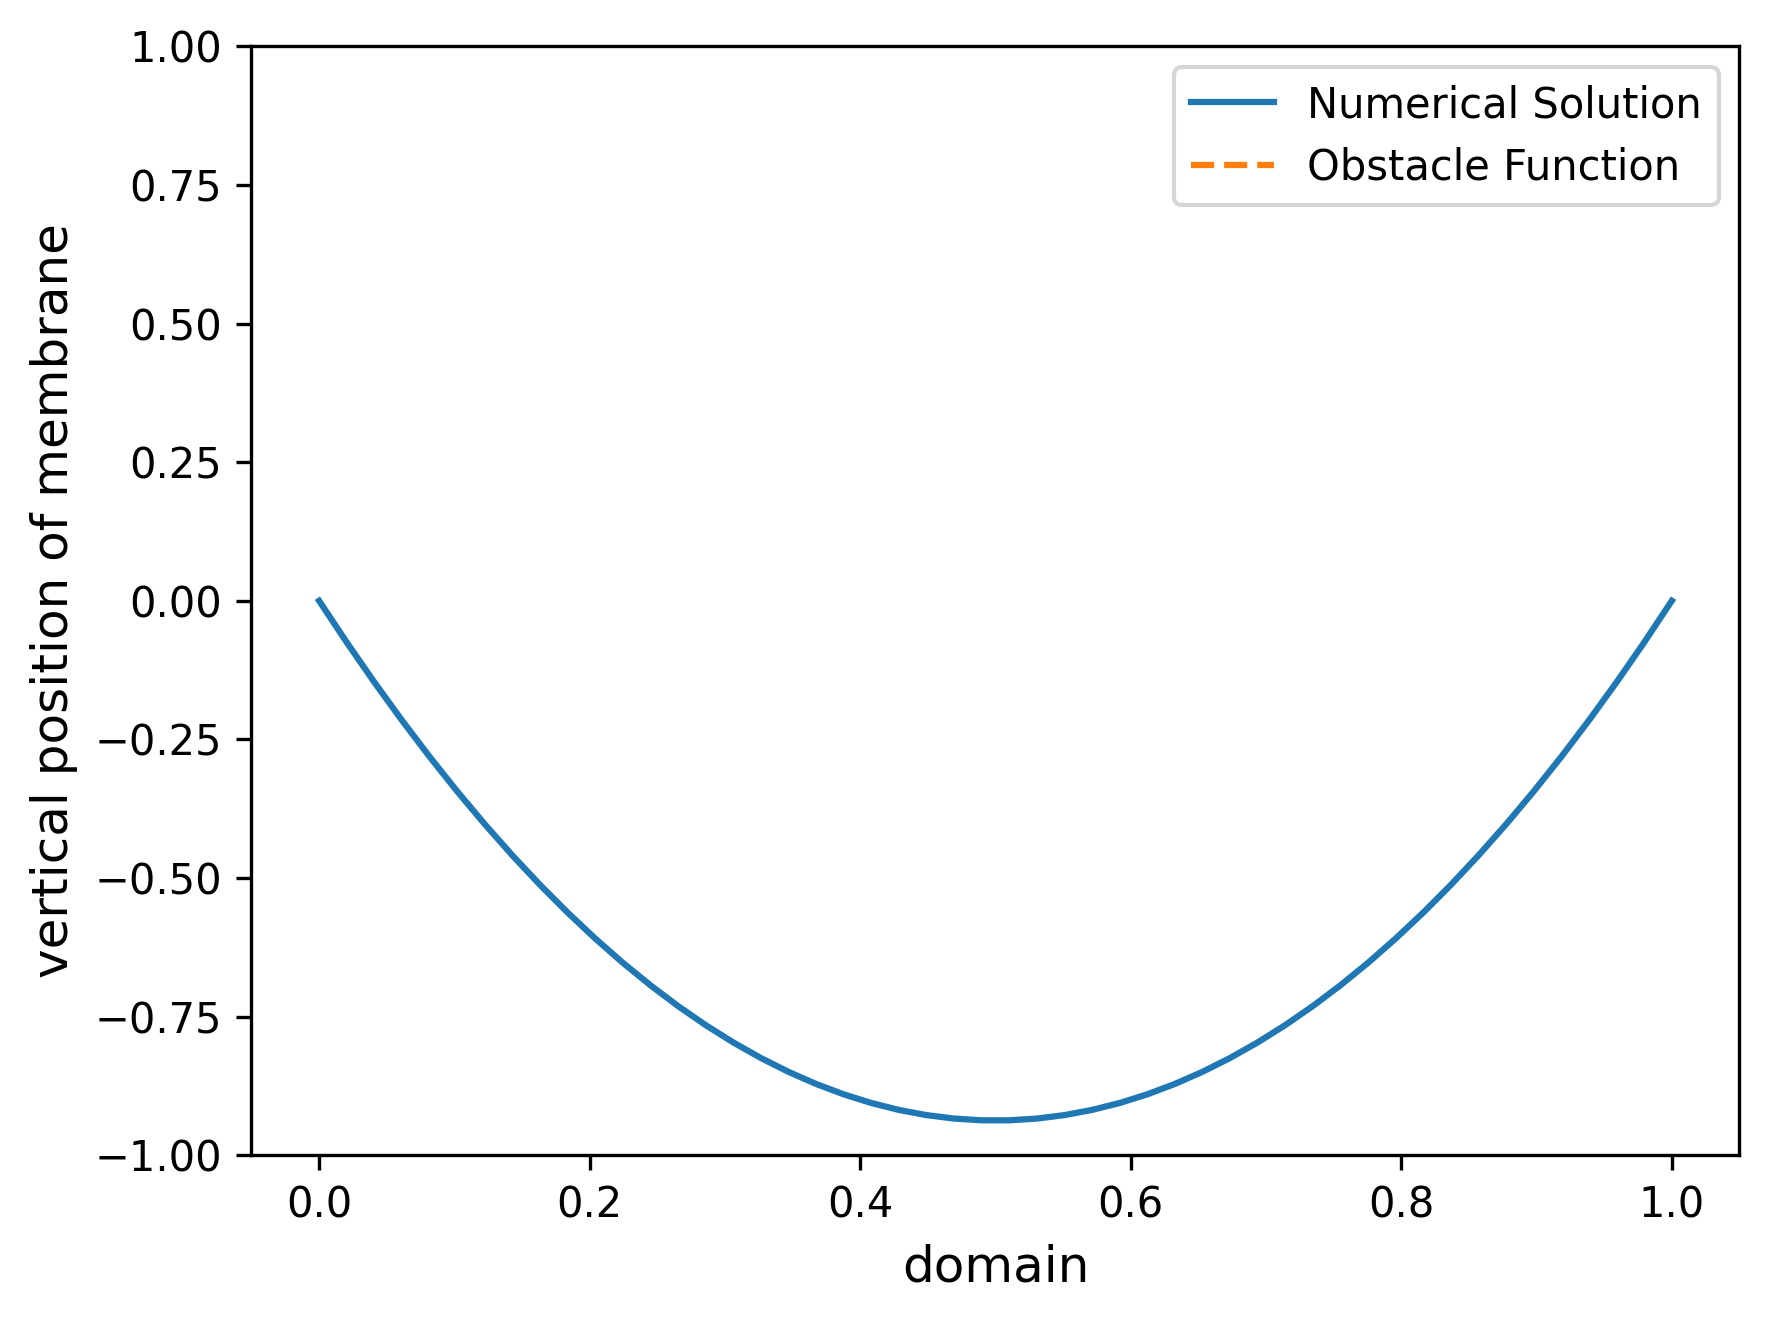 1.00
0.75
0.50
0.25
0.00
−0.25
−0.50
−0.75
−1.00
vertical position of membrane
Numerical Solution
Obstacle Function
0.0 0.2 0.4 0.6 0.8 1.0
domain